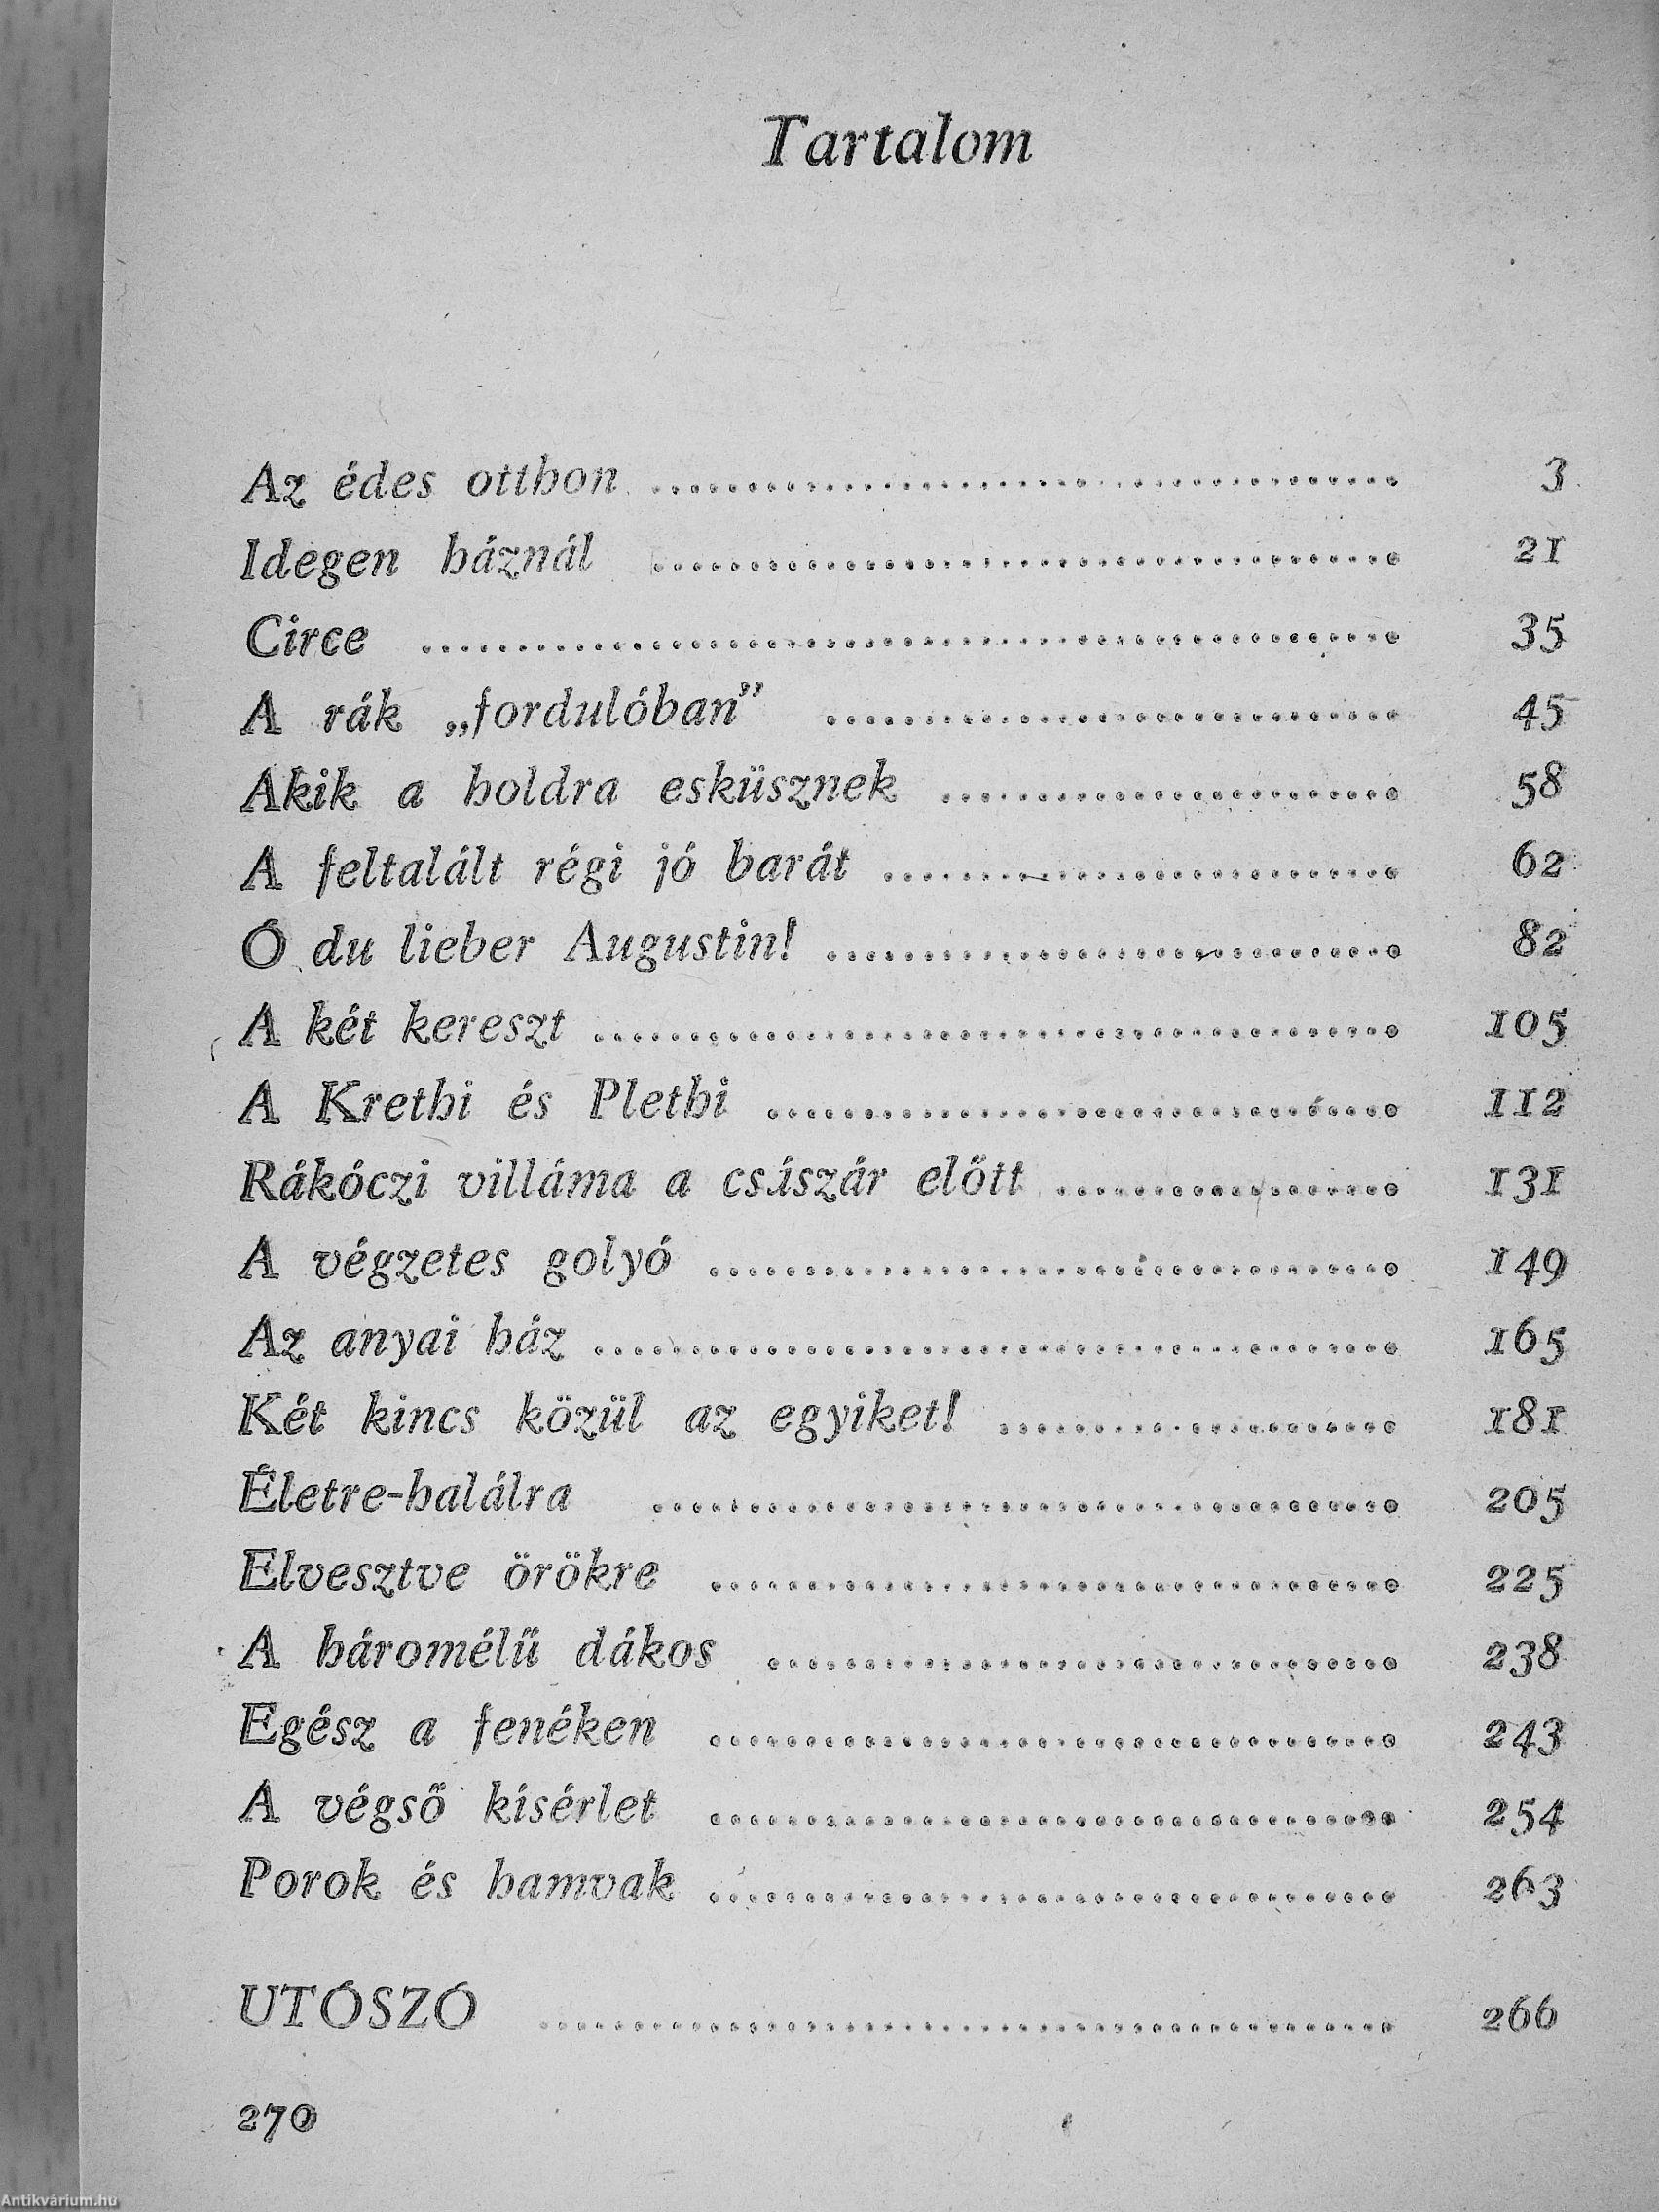 Tartalom
Az édes otthon ........................................ 3
Idegen háznál ........................................ 21
Circe ........................................ 35
A rák „fordulóban” ........................................ 45
Akik a holdra esküsznek ........................................ 58
A feltalált régi jó barát ........................................ 62
Ó du lieber Augustin! ........................................ 82
A két kereszt ........................................ 105
A Krethi és Plethi ........................................ 112
Rákóczi villáma a császár előtt ........................................ 131
A végzetes golyó ........................................ 149
Az anyai ház ........................................ 165
Két kincs közül az egyiket! ........................................ 181
Életre-halálra ........................................ 205
Elvesztve örökre ........................................ 225
A háromélű dákos ........................................ 238
Egész a fenéken ........................................ 243
A végső kísérlet ........................................ 254
Porok és hamvak ........................................ 263
UTÓSZÓ ........................................ 266
270
Antikvárium.hu